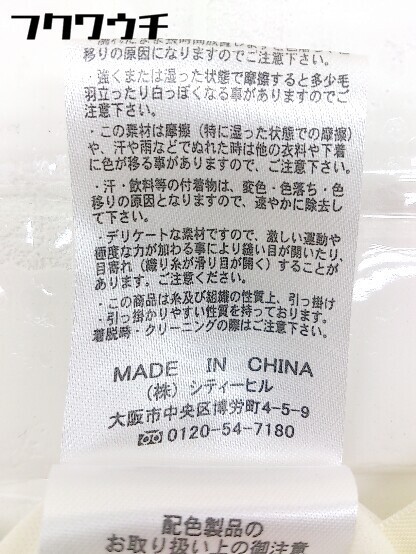 フクワウチ
移りの原因になりますのでご注意下さい。
・強くまたは湿った状態で摩擦すると多少毛
羽立ったり白っぽくなる事がありますのでご
注意下さい。
・この素材は摩擦（特に湿った状態での摩擦）
や、汗や雨などでぬれた時は他の衣料や下着
に色が移る事がありますので、ご注意下さい。
・汗・飲料等の付着物は、変色・色落ち・色
移りの原因となりますので、速やかに除去し
て下さい。
・デリケートな素材ですので、激しい運動や
極度な力が加わる事により縫い目が開いたり、
目寄れ（織り糸が滑り目が開く）することが
あります。ご注意ください。
・この商品は糸及び組織の性質上、引っ掛け
・引っ掛かりやすい性質を持っております。
着脱時・クリーニングの際はご注意下さい。
MADE IN CHINA
（株）シティーヒル
大阪市中央区博労町4-5-9
0120-54-7180
配色製品の
お取り扱い上の御注意